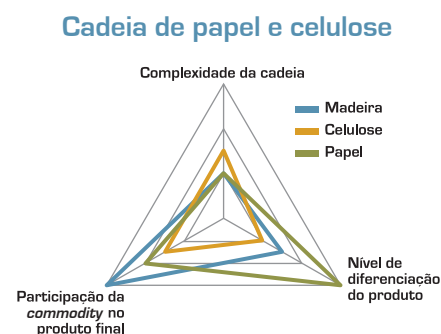 Cadeia de papel e celulose
Complexidade da cadeia
Madeira
Celulose
Papel
Nível de
diferenciação
do produto
Participação da
commodity no
produto final